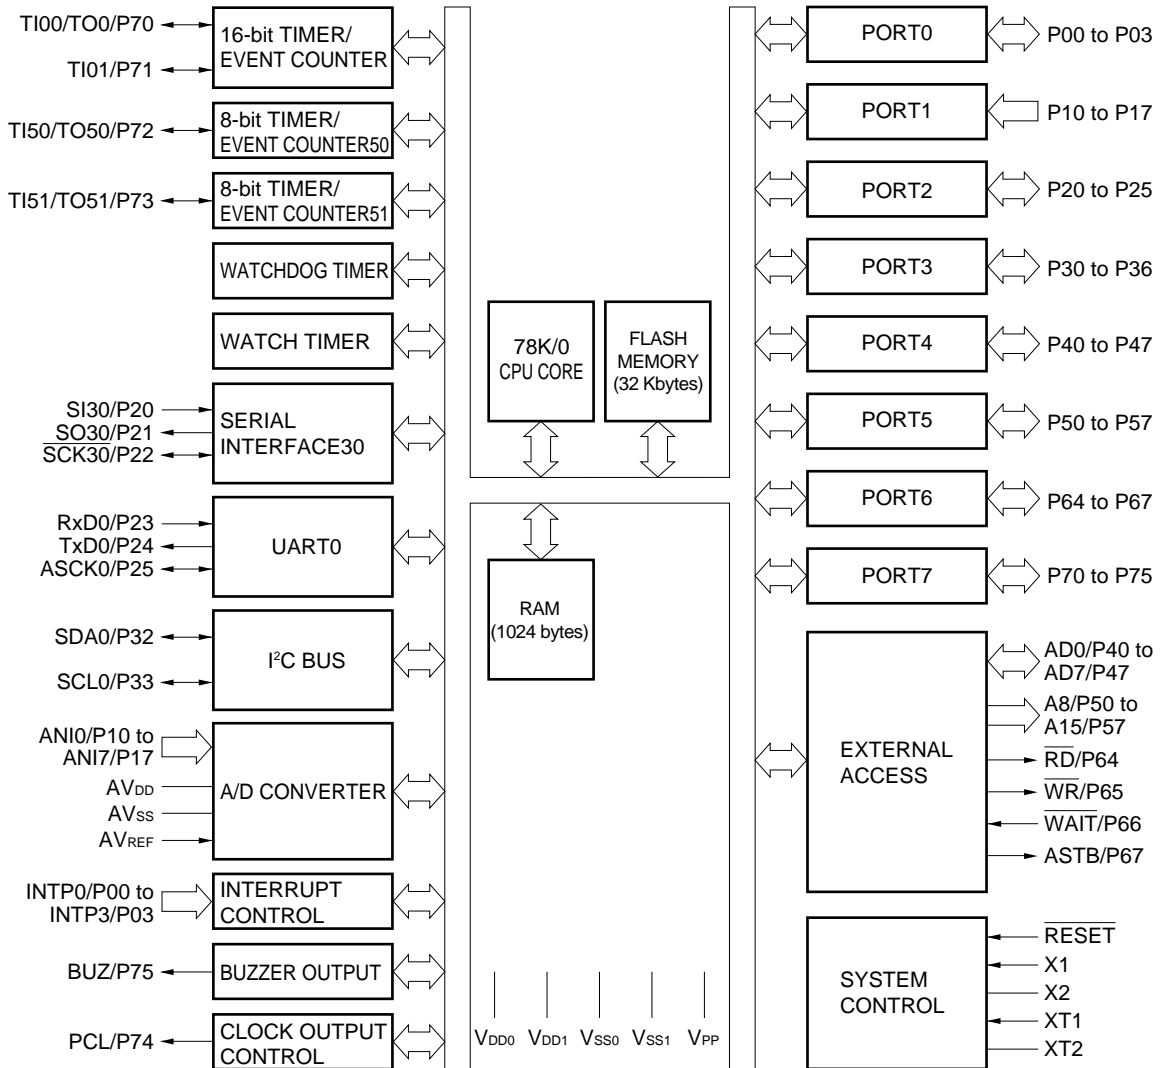 TI00/TO0/P70
TI01/P71
16-bit TIMER/
EVENT COUNTER
TI50/TO50/P72
8-bit TIMER/
EVENT COUNTER50
TI51/TO51/P73
8-bit TIMER/
EVENT COUNTER51
WATCHDOG TIMER
WATCH TIMER
SI30/P20
SO30/P21
SCK30/P22
SERIAL
INTERFACE30
RxD0/P23
TxD0/P24
ASCK0/P25
UART0
SDA0/P32
SCL0/P33
I²C BUS
ANI0/P10 to
ANI7/P17
AVDD
AVSS
AVREF
A/D CONVERTER
INTP0/P00 to
INTP3/P03
INTERRUPT
CONTROL
BUZ/P75
BUZZER OUTPUT
PCL/P74
CLOCK OUTPUT
CONTROL
78K/0
CPU CORE
FLASH
MEMORY
(32 Kbytes)
RAM
(1024 bytes)
VDD0 VDD1 VSS0 VSS1 VPP
PORT0 P00 to P03
PORT1 P10 to P17
PORT2 P20 to P25
PORT3 P30 to P36
PORT4 P40 to P47
PORT5 P50 to P57
PORT6 P64 to P67
PORT7 P70 to P75
EXTERNAL
ACCESS
AD0/P40 to
AD7/P47
A8/P50 to
A15/P57
RD/P64
WR/P65
WAIT/P66
ASTB/P67
SYSTEM
CONTROL
RESET
X1
X2
XT1
XT2